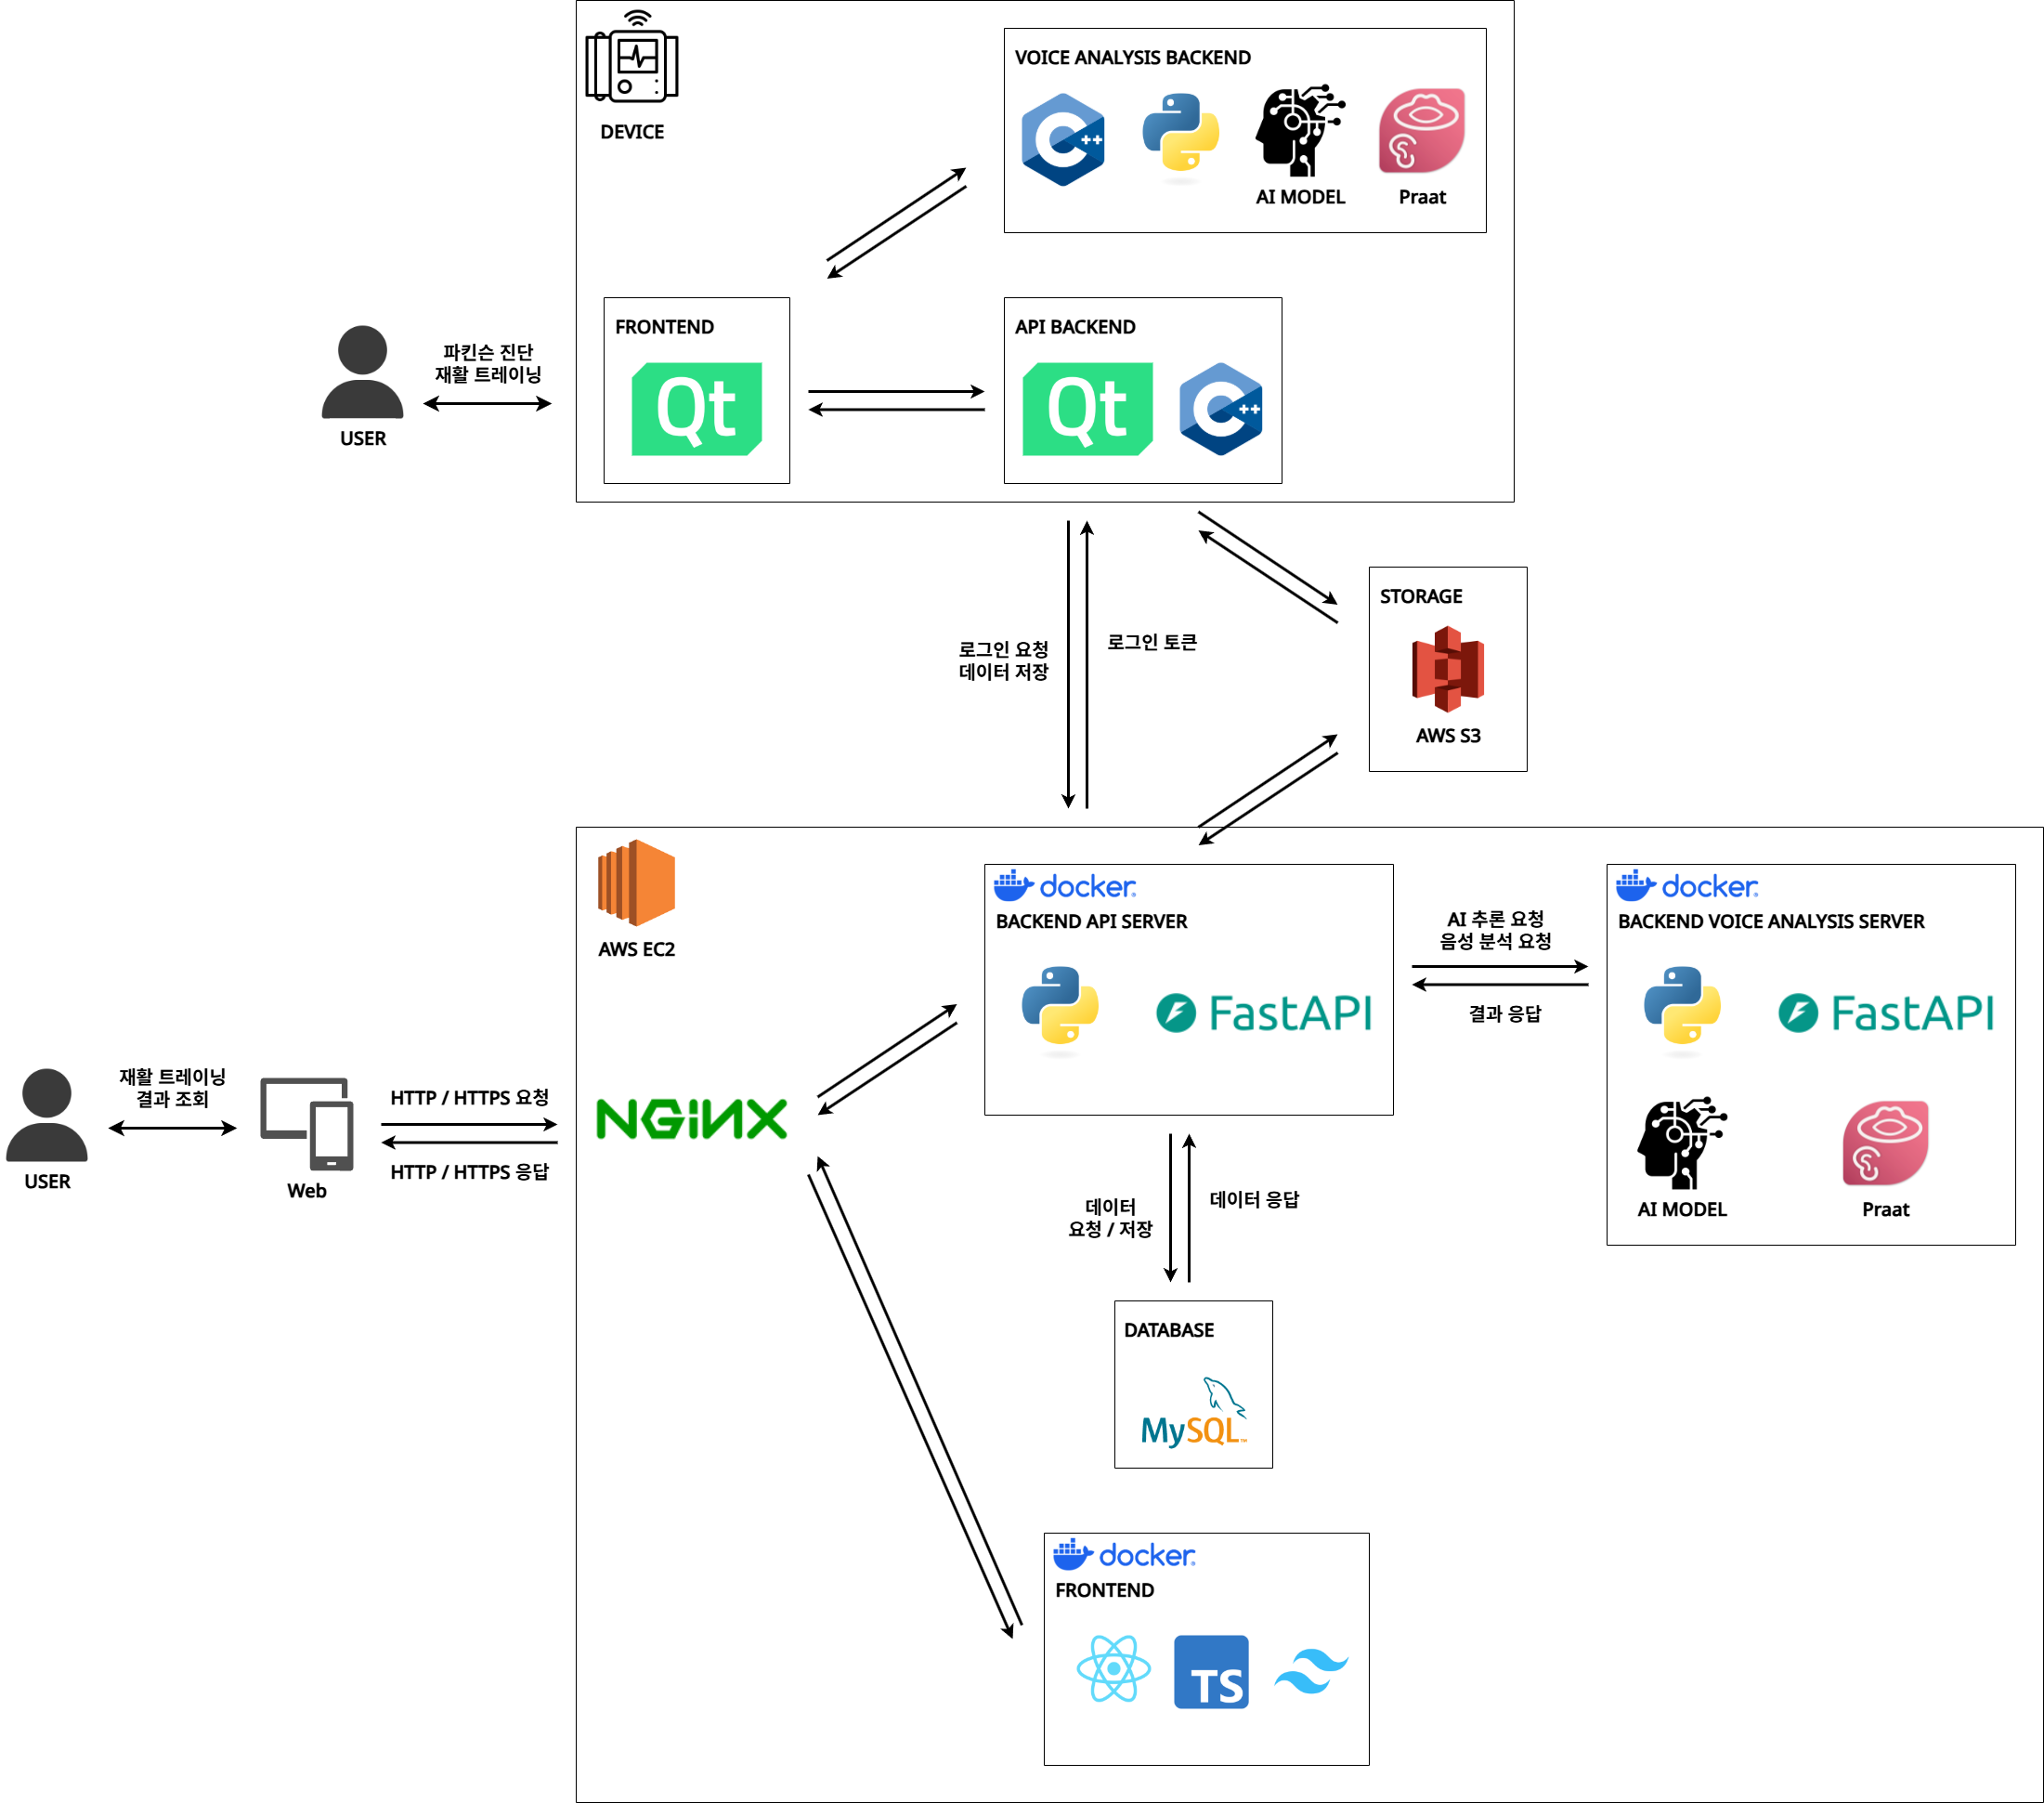 DEVICE
VOICE ANALYSIS BACKEND
C
++
AI MODEL
Praat
USER
파킨슨 진단
재활 트레이닝
FRONTEND
Qt
API BACKEND
Qt
C
++
로그인 요청
데이터 저장
로그인 토큰
STORAGE
AWS S3
AWS EC2
docker
BACKEND API SERVER
FastAPI
AI 추론 요청
음성 분석 요청
결과 응답
docker
BACKEND VOICE ANALYSIS SERVER
FastAPI
AI MODEL
Praat
USER
재활 트레이닝
결과 조회
Web
HTTP / HTTPS 요청
HTTP / HTTPS 응답
NGiNX
데이터
요청 / 저장
데이터 응답
DATABASE
MySQL™
docker
FRONTEND
TS